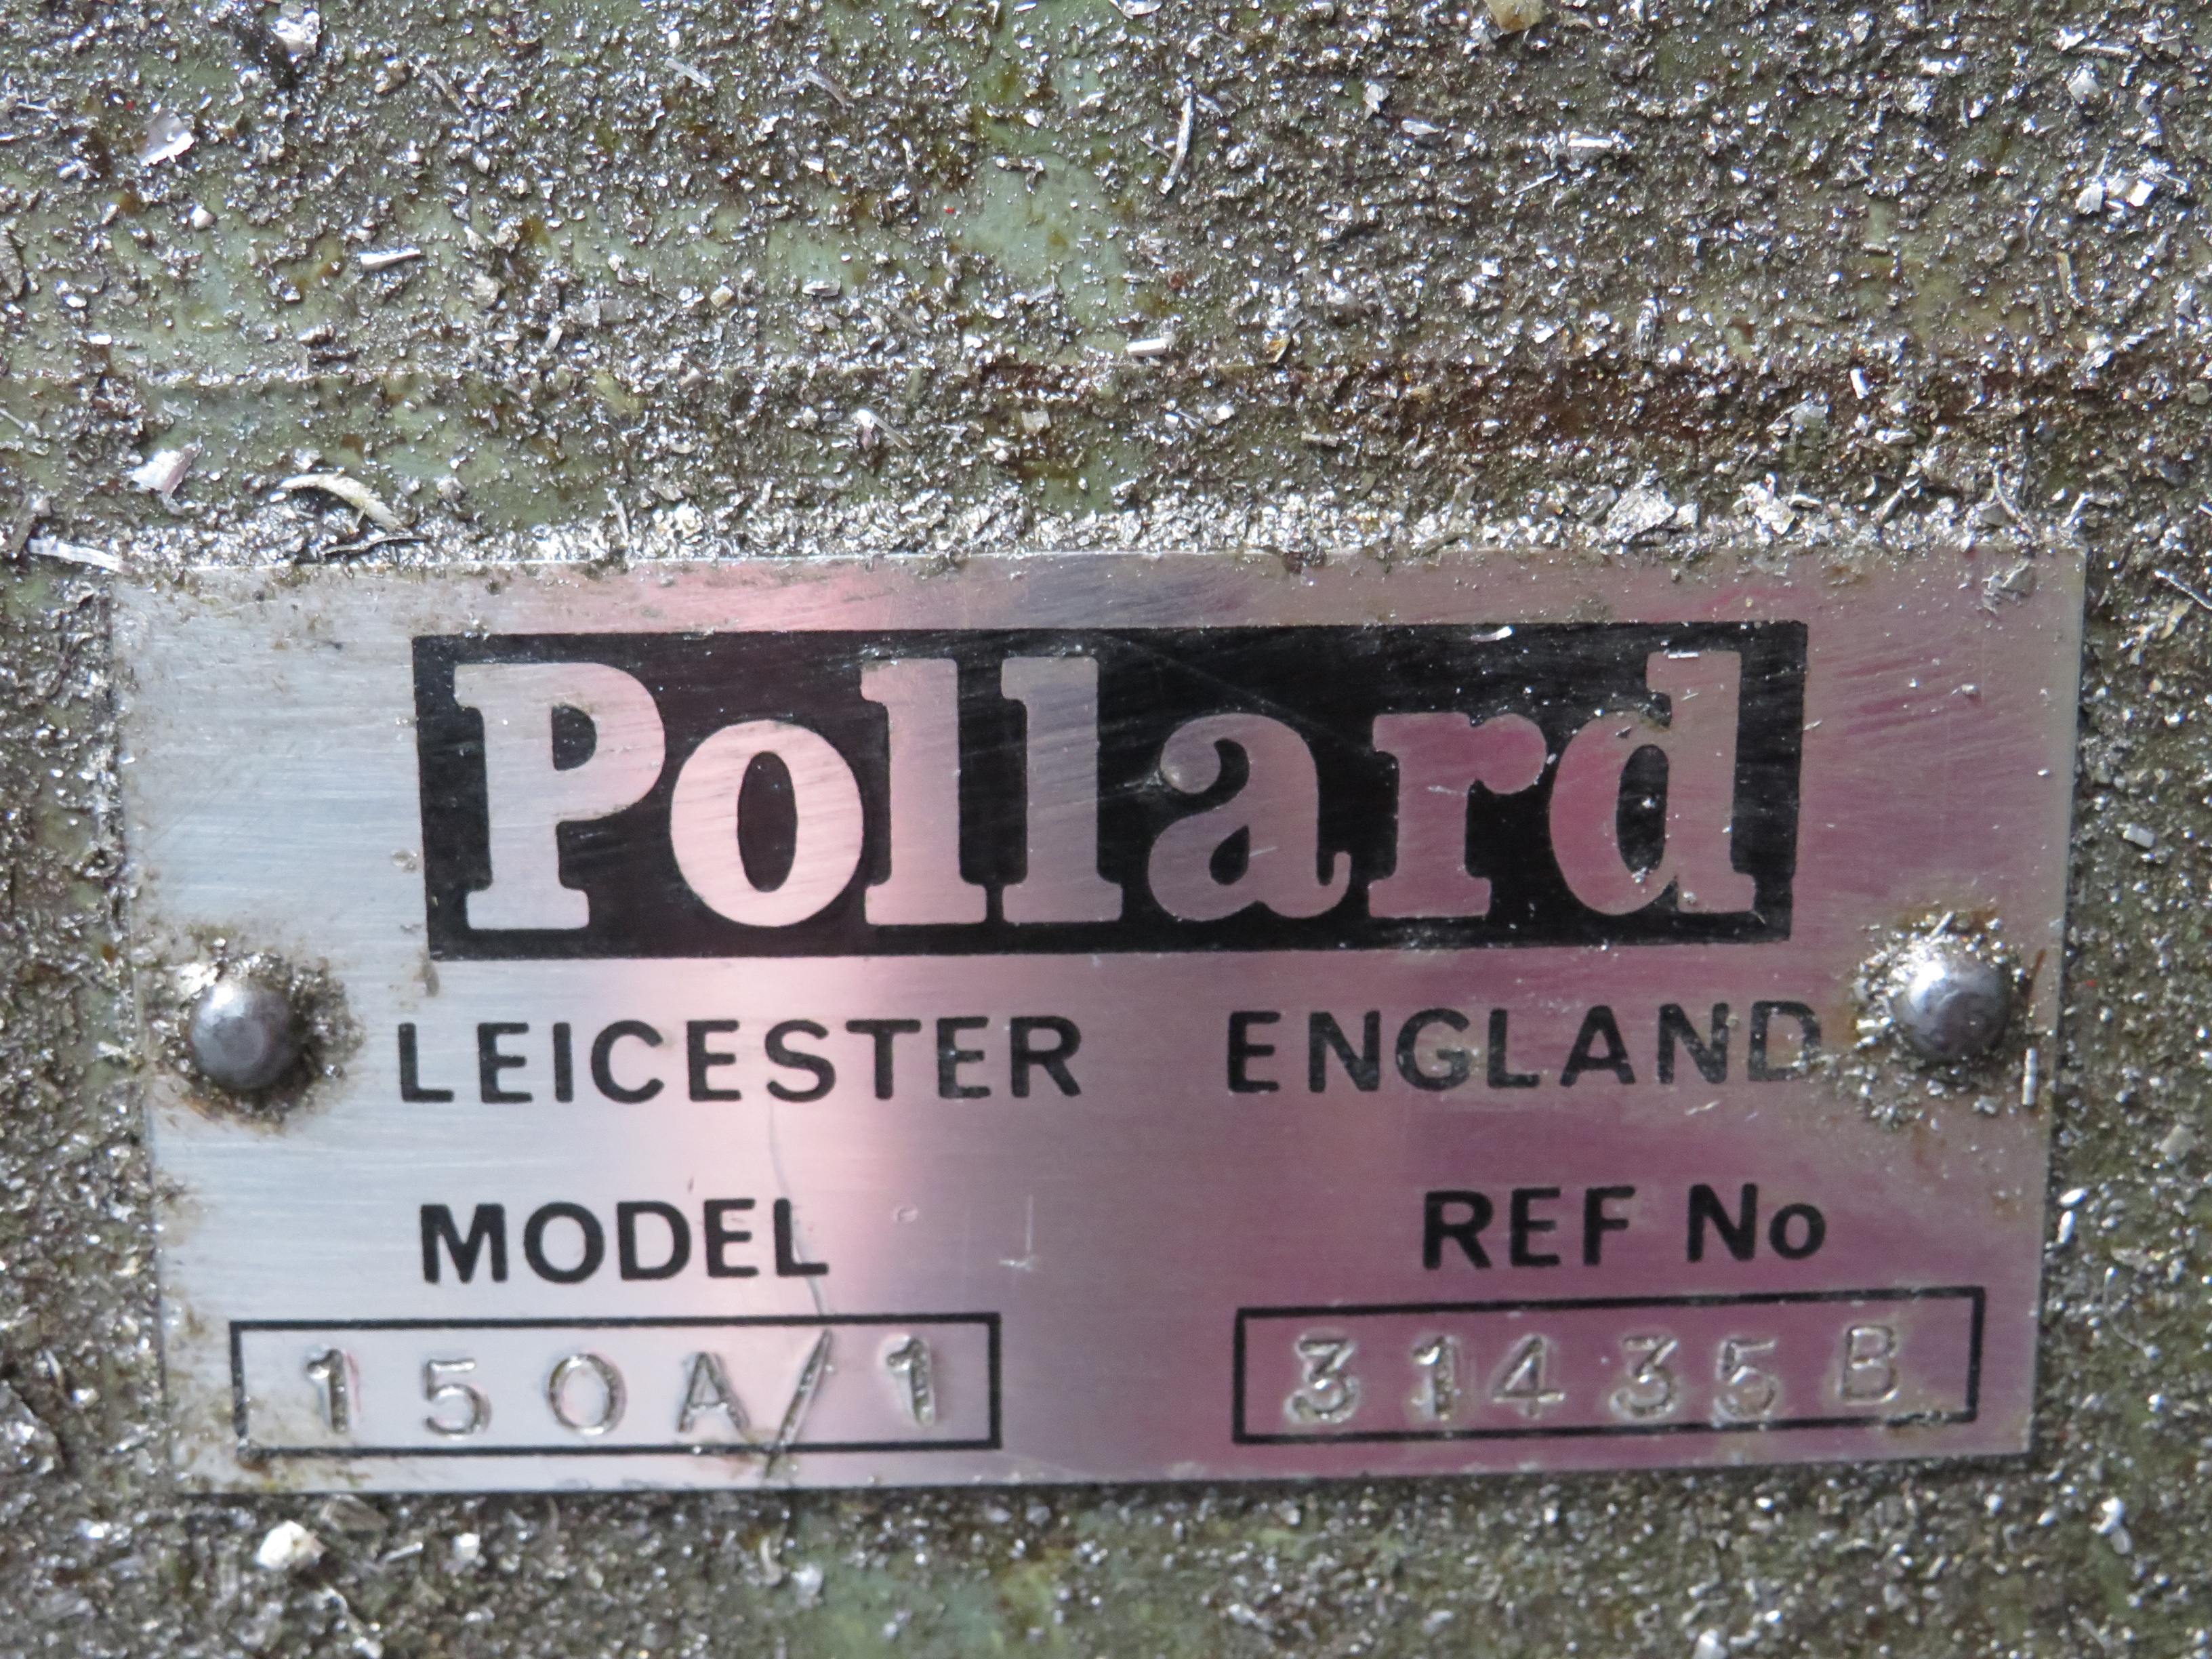 Pollard
LEICESTER ENGLAND
MODEL REF No
150A/1 31435B